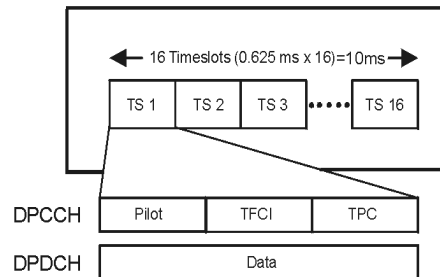 16 Timeslots (0.625 ms x 16)=10ms
TS 1 TS 2 TS 3 TS 16
DPCCH Pilot TFCI TPC
DPDCH Data